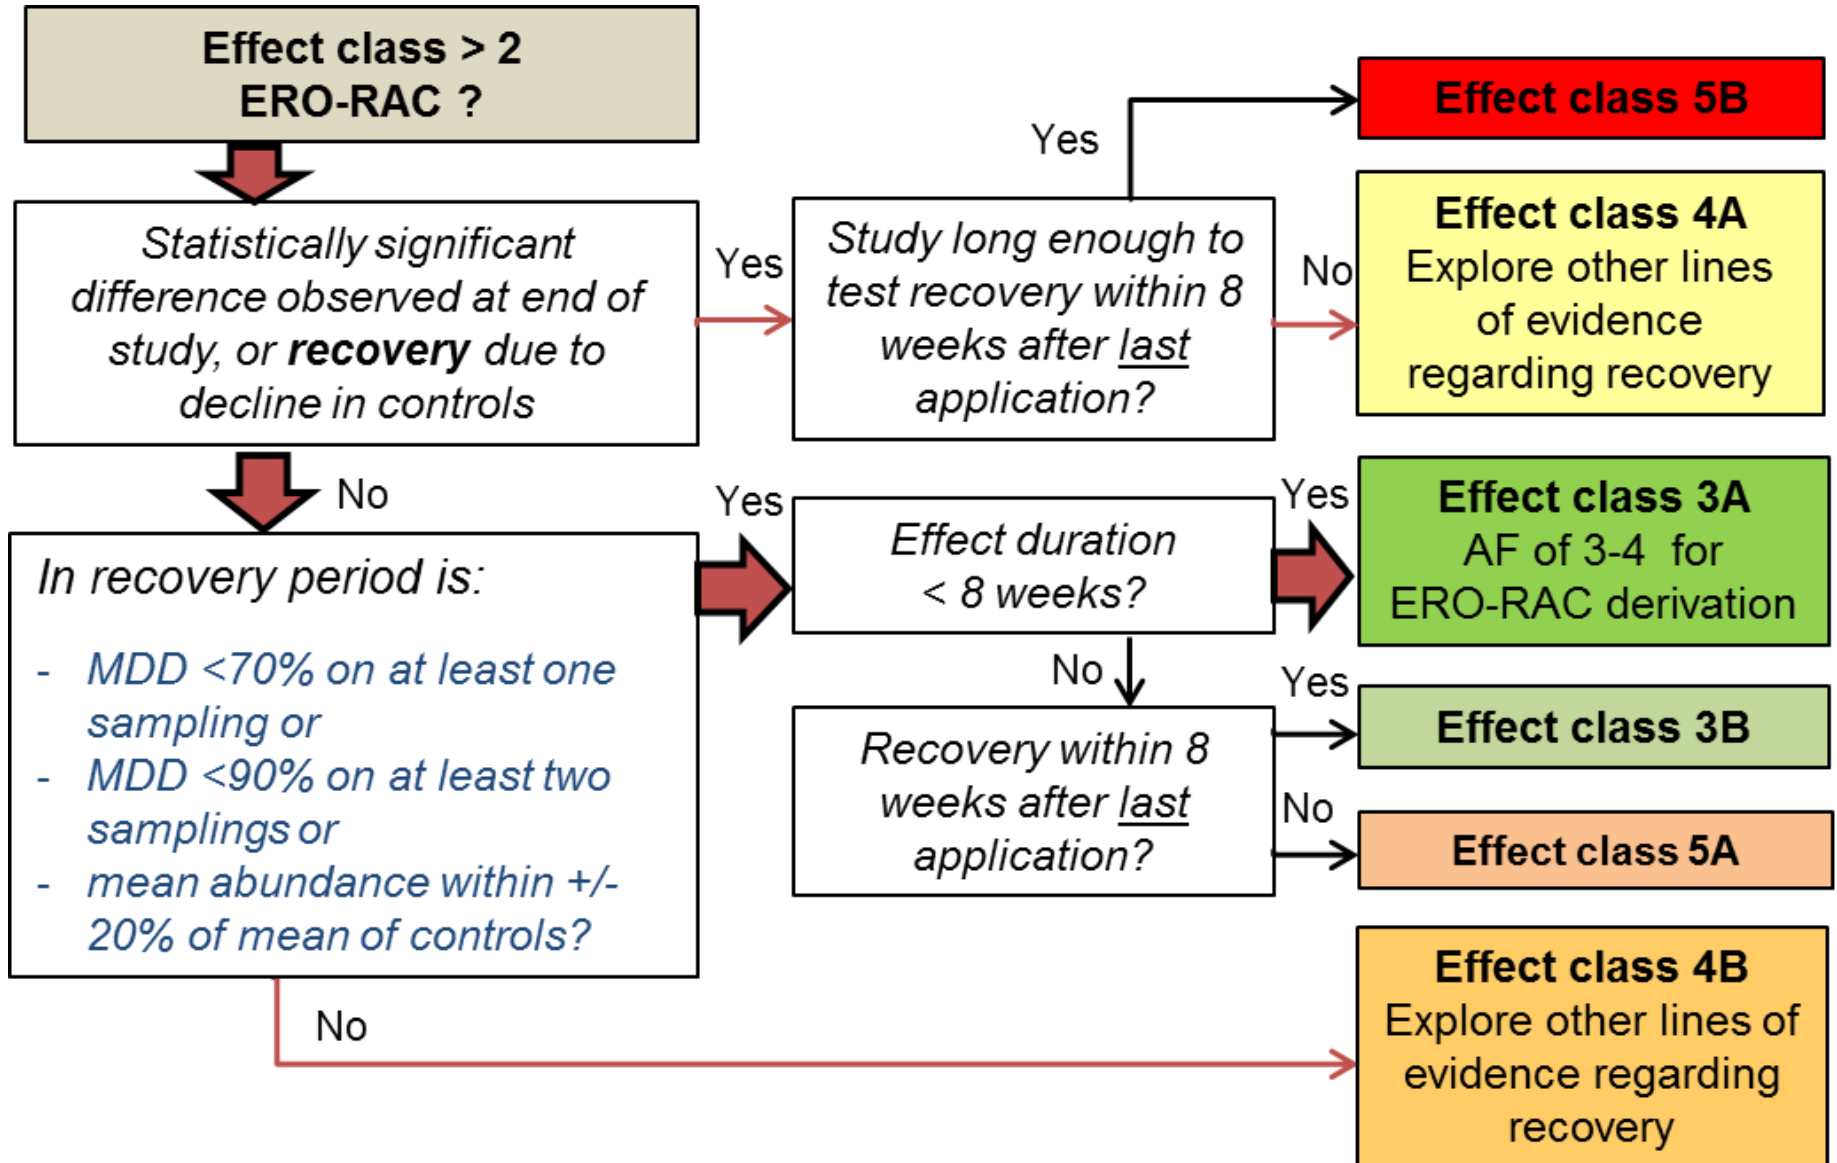 Effect class > 2
ERO-RAC ?
Statistically significant
difference observed at end of
study, or recovery due to
decline in controls
Yes
Study long enough to
test recovery within 8
weeks after last
application?
Yes
Effect class 5B
No
Effect class 4A
Explore other lines
of evidence
regarding recovery
No
In recovery period is:
- MDD <70% on at least one
sampling or
- MDD <90% on at least two
samplings or
- mean abundance within +/-
20% of mean of controls?
Yes
Effect duration
< 8 weeks?
Yes
Effect class 3A
AF of 3-4 for
ERO-RAC derivation
No
Recovery within 8
weeks after last
application?
Yes
Effect class 3B
No
Effect class 5A
No
Effect class 4B
Explore other lines of
evidence regarding
recovery